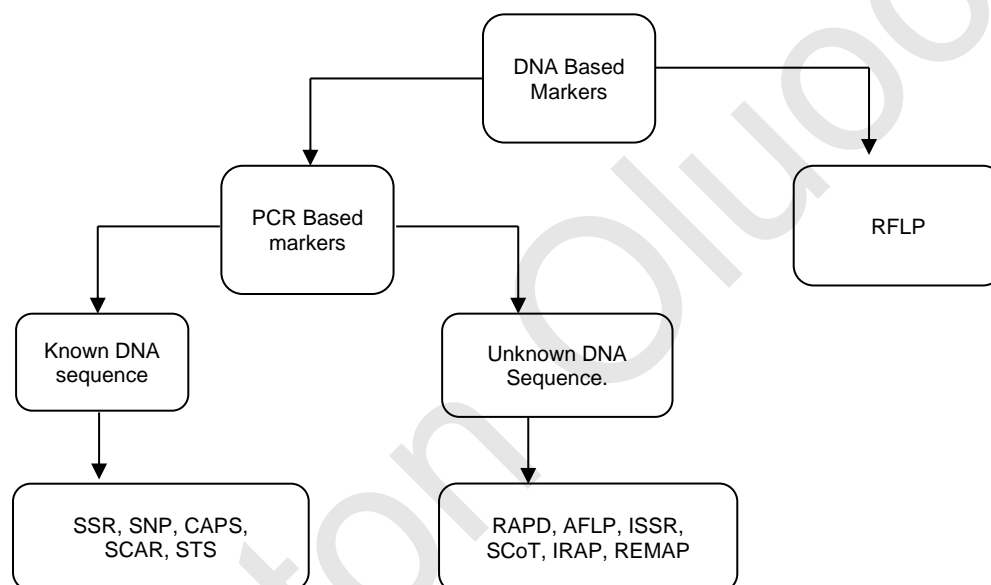 DNA Based
Markers
PCR Based
markers
RFLP
Known DNA
sequence
Unknown DNA
Sequence.
SSR, SNP, CAPS,
SCAR, STS
RAPD, AFLP, ISSR,
SCoT, IRAP, REMAP